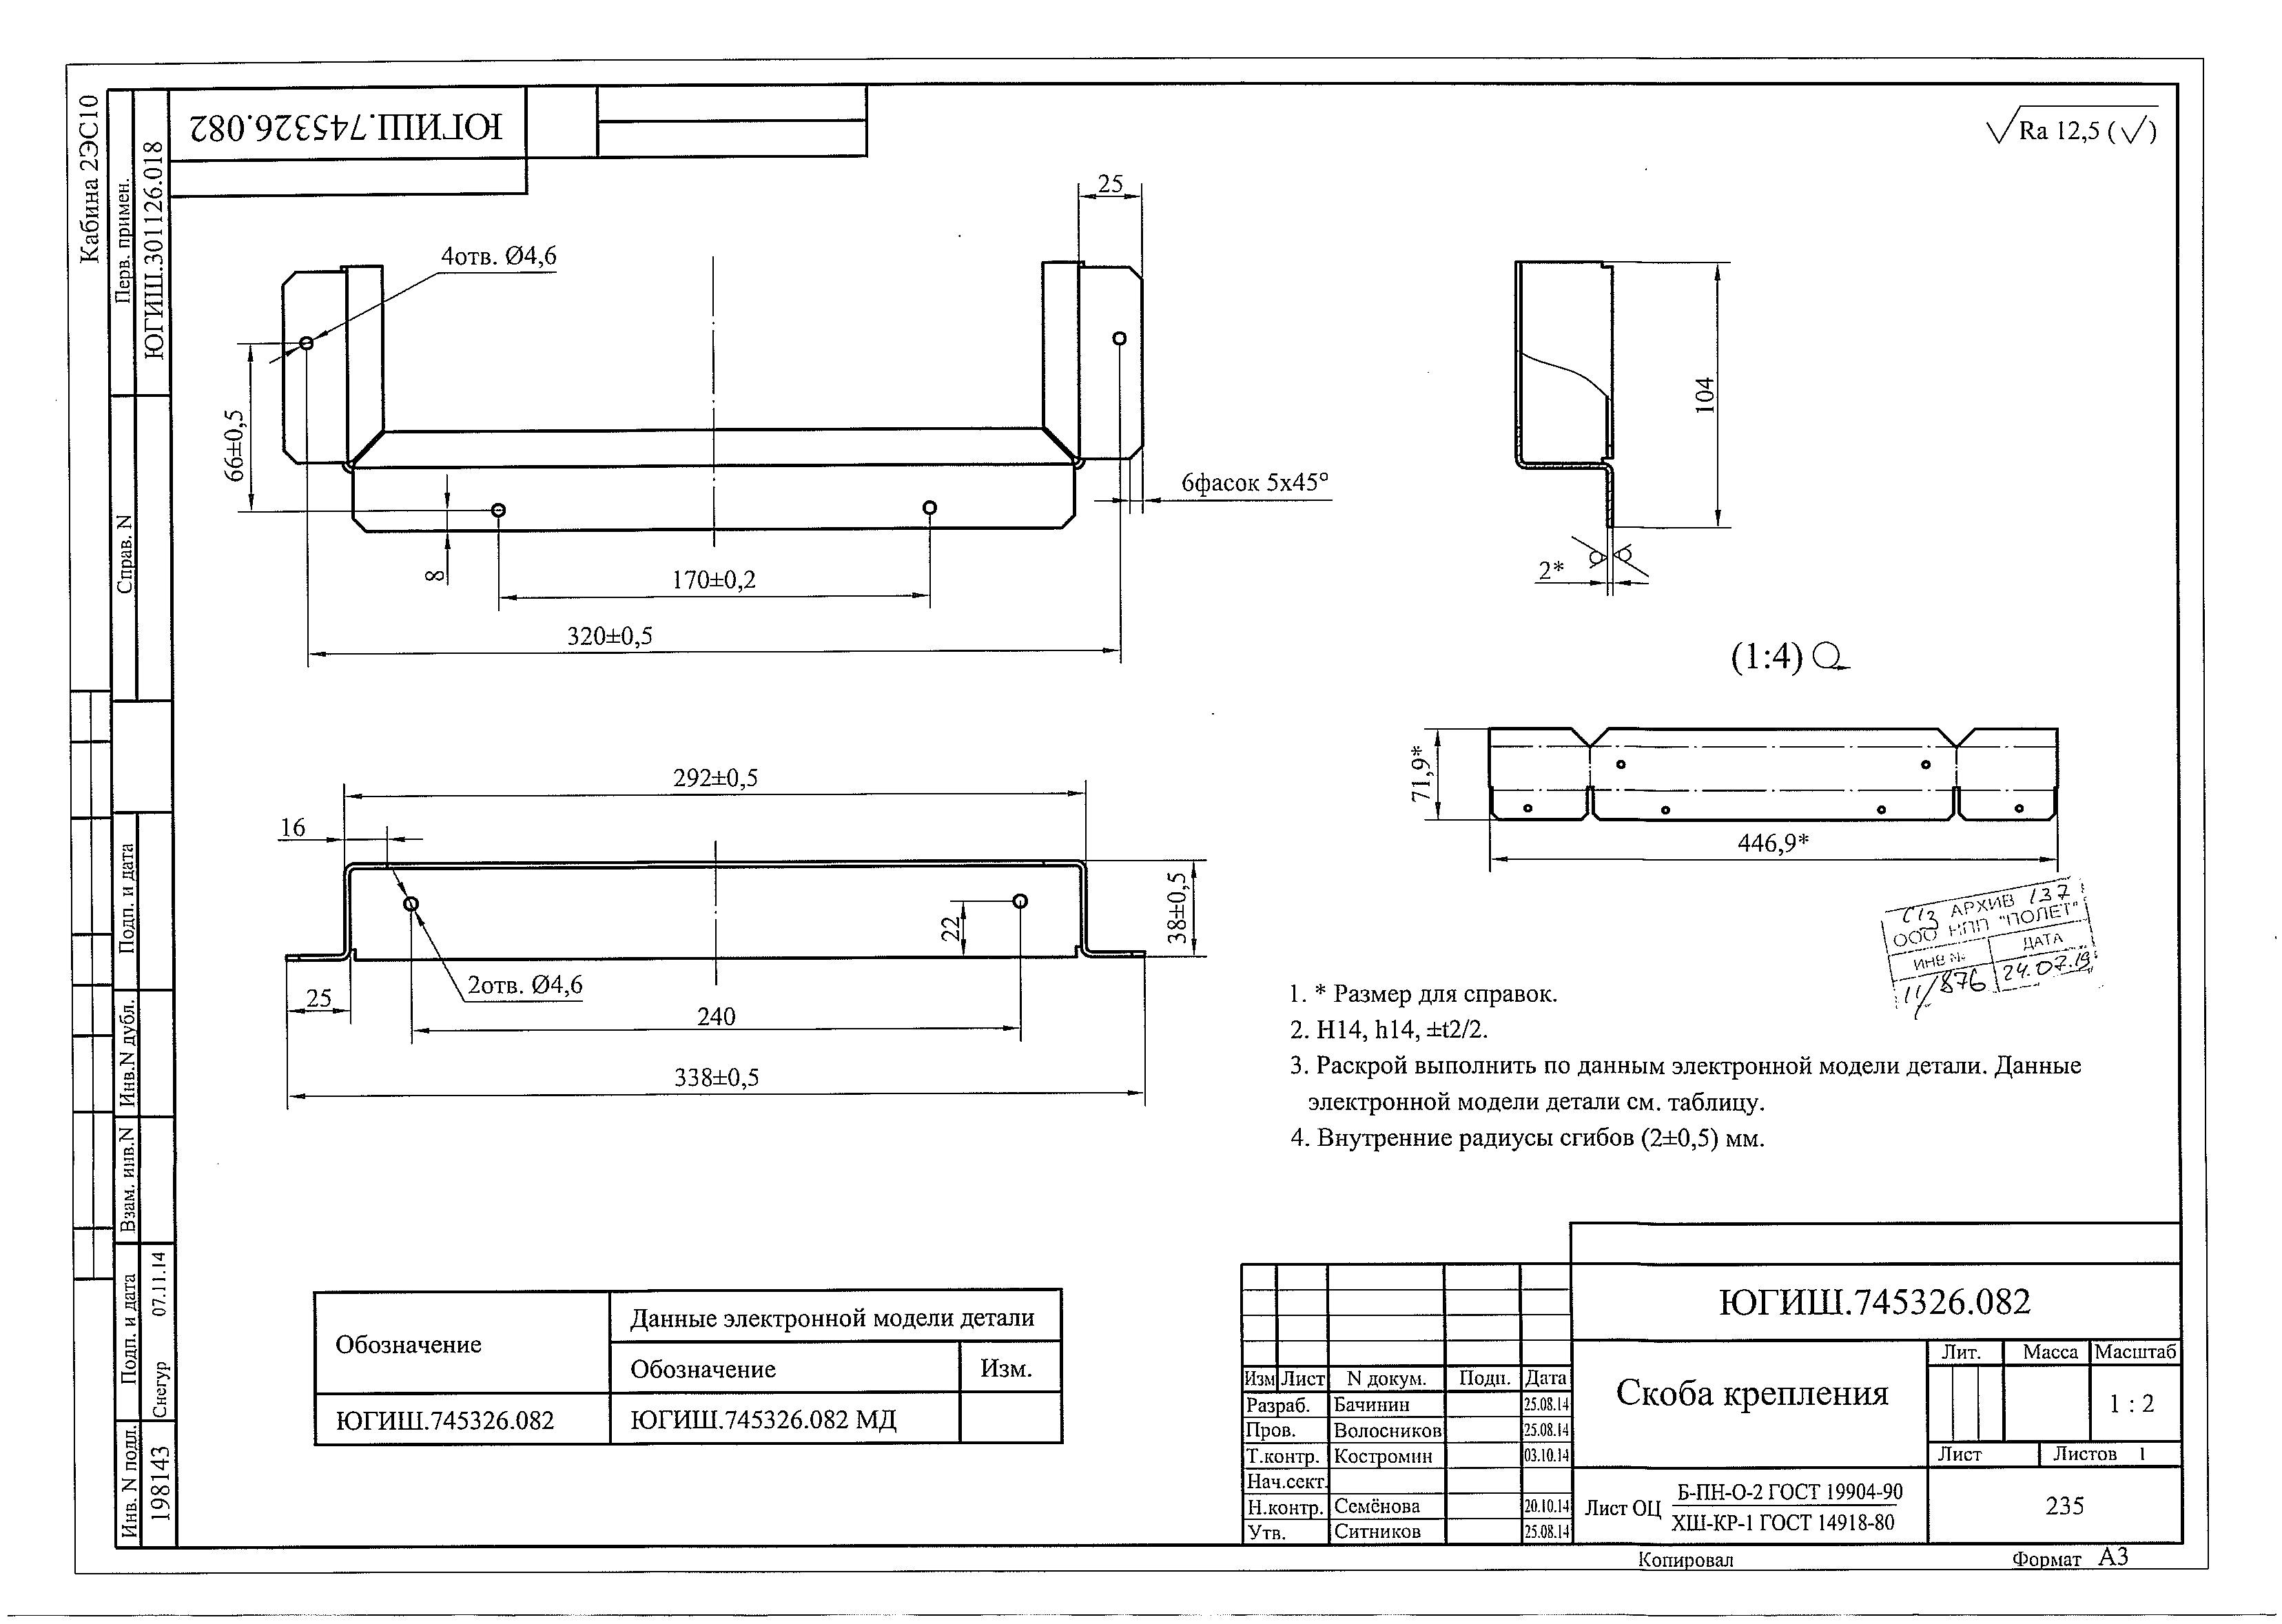 Кабина 2ЭС10
Перв. примен.
ЮГИШ.301126.018
Справ. N
Подп. и дата
Инв.N дубл.
Взам. инв.N
Подп. и дата
Снегур 07.11.14
Инв. N подл.
198143
ЮГИШ.745326.082
√Ra 12,5 (√)
25
4отв. Ø4,6
66±0,5
8
170±0,2
320±0,5
6фасок 5х45°
104
2*
(1:4)
71,9*
446,9*
292±0,5
16
38±0,5
22
2отв. Ø4,6
25
240
338±0,5
АРХИВ 137
ООО НПП "ПОЛЕТ"
ИНВ № ДАТА
11/876 24.07.19
1. * Размер для справок.
2. H14, h14, ±t2/2.
3. Раскрой выполнить по данным электронной модели детали. Данные
электронной модели детали см. таблицу.
4. Внутренние радиусы сгибов (2±0,5) мм.
Обозначение Данные электронной модели детали
Обозначение Изм.
ЮГИШ.745326.082 ЮГИШ.745326.082 МД
ЮГИШ.745326.082
Скоба крепления
Лит. Масса Масштаб
1 : 2
Лист Листов 1
Изм Лист N докум. Подп. Дата
Разраб. Бачинин 25.08.14
Пров. Волосников 25.08.14
Т.контр. Костромин 03.10.14
Нач.сект.
Н.контр. Семёнова 20.10.14
Утв. Ситников 25.08.14
Лист ОЦ Б-ПН-О-2 ГОСТ 19904-90
ХШ-КР-1 ГОСТ 14918-80
235
Копировал Формат А3